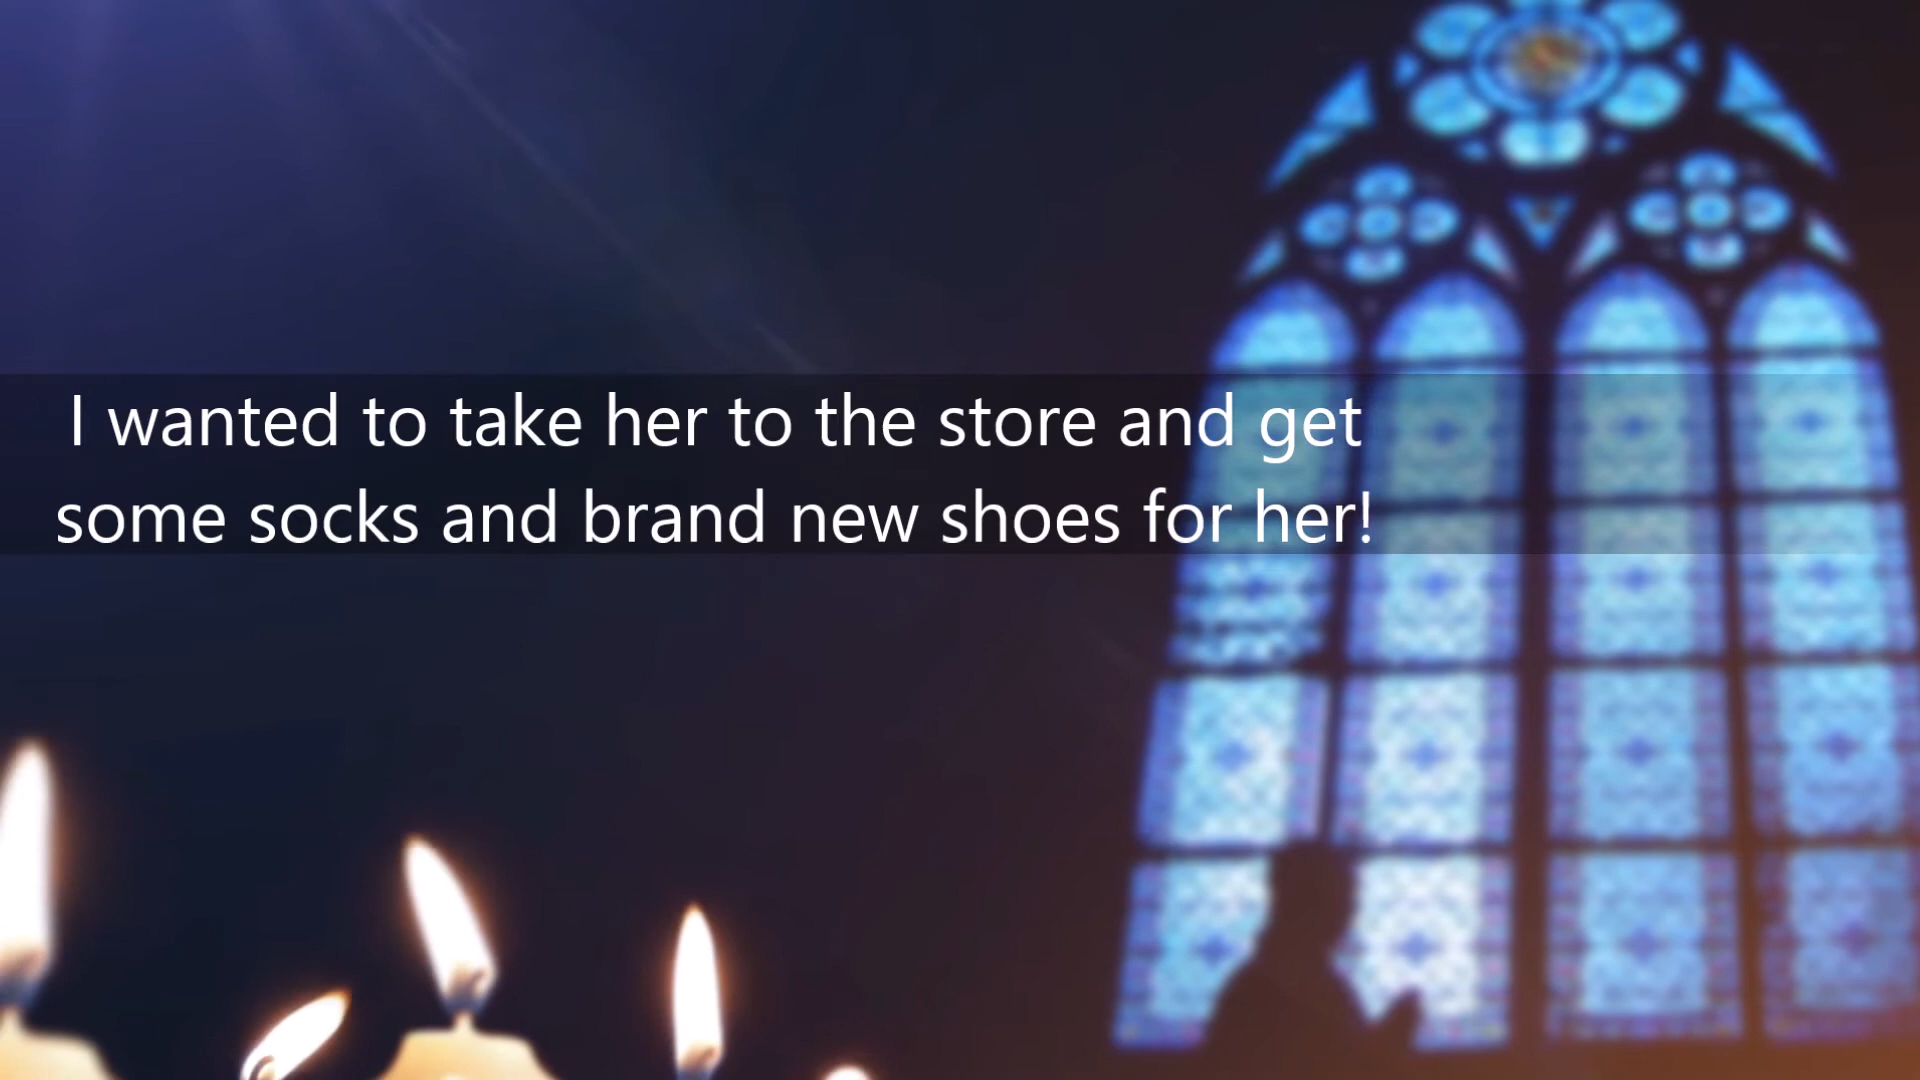 I wanted to take her to the store and get
some socks and brand new shoes for her!